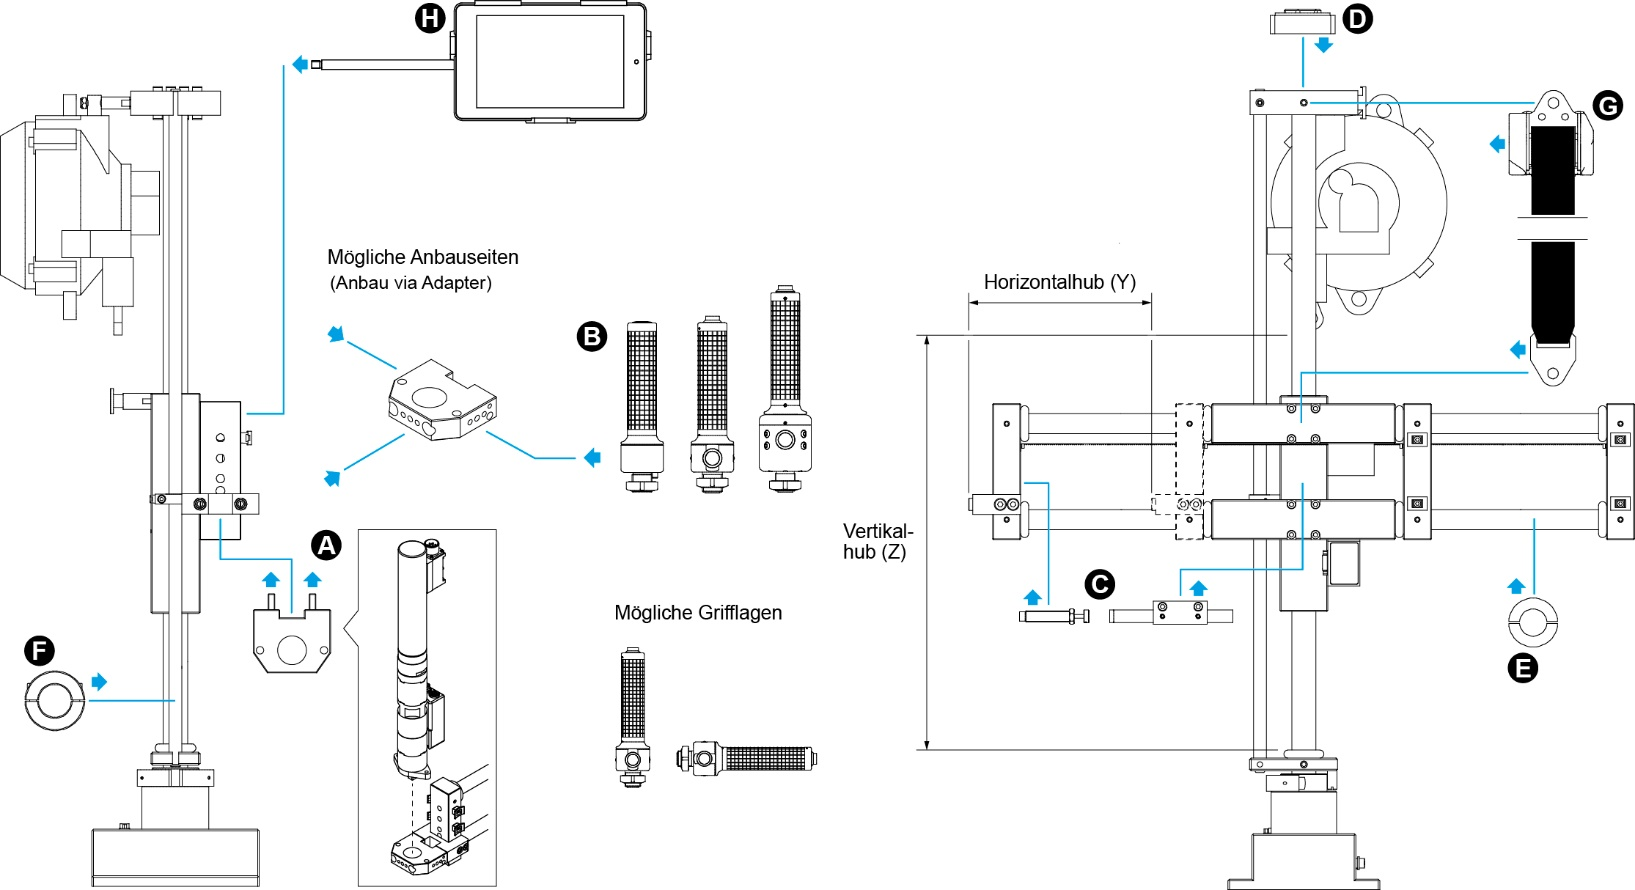 H
D
G
Mögliche Anbauseiten
(Anbau via Adapter)
Horizontalhub (Y)
B
Vertikal-
hub (Z)
A
C
Mögliche Grifflagen
F
E